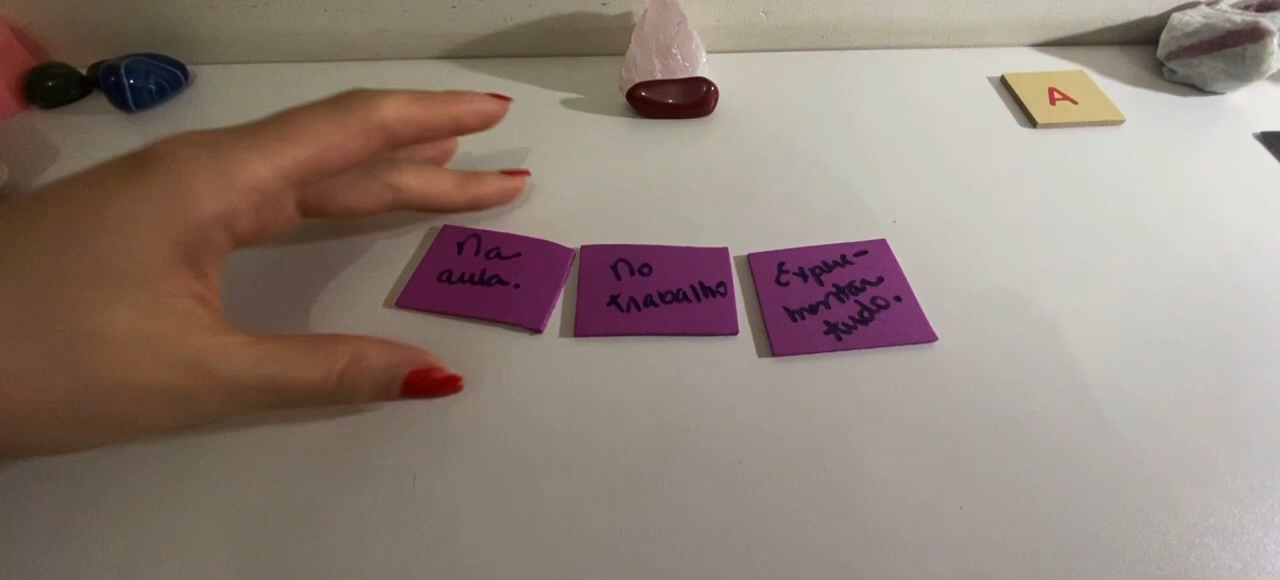 A
Na
aula.
No
trabalho
Experi-
mentar
tudo.